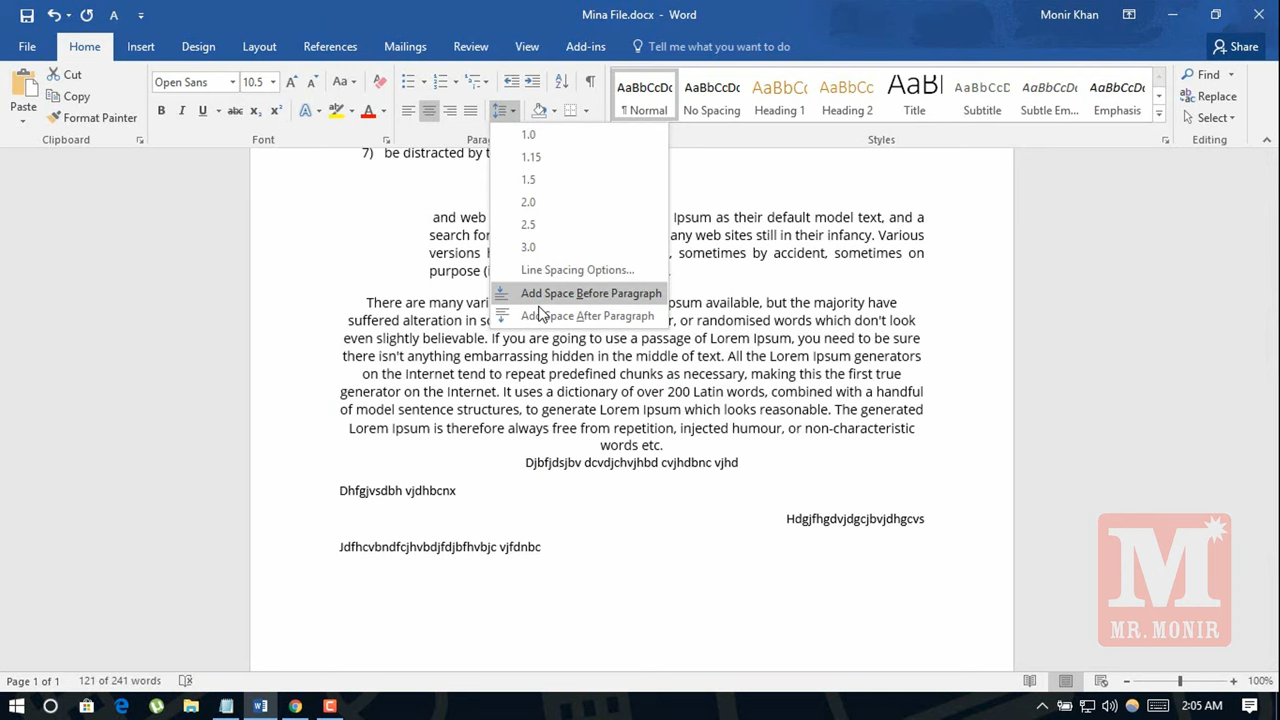 Mina File.docx - Word
Monir Khan
File Home Insert Design Layout References Mailings Review View Add-ins Tell me what you want to do Share
Paste
Cut
Copy
Format Painter
Clipboard
Open Sans 10.5
B I U abc x₂ x²
AaBbCcDc AaBbCcDc AaBbCc AaBbCc AaBl AaBbCcDc AaBbCcDc AaBbCcDc
¶ Normal No Spacing Heading 1 Heading 2 Title Subtitle Subtle Em... Emphasis
Styles
Find
Replace
Select
Editing
1.0
1.15
1.5
2.0
2.5
3.0
Line Spacing Options...
Add Space Before Paragraph
Add Space After Paragraph
7) be distracted by
and web Ipsum as their default model text, and a
search for web sites still in their infancy. Various
versions , sometimes by accident, sometimes on
purpose
There are many available, but the majority have
suffered alteration in , or randomised words which don't look
even slightly believable. If you are going to use a passage of Lorem Ipsum, you need to be sure
there isn't anything embarrassing hidden in the middle of text. All the Lorem Ipsum generators
on the Internet tend to repeat predefined chunks as necessary, making this the first true
generator on the Internet. It uses a dictionary of over 200 Latin words, combined with a handful
of model sentence structures, to generate Lorem Ipsum which looks reasonable. The generated
Lorem Ipsum is therefore always free from repetition, injected humour, or non-characteristic
words etc.
Djbfjdsjbv dcvdjchvjhbd cvjhdbnc vjhd
Dhfgjvsdbh vjdhbcnx
Hdgjfhgdvjdgcjbvjdhgcvs
Jdfhcvbndfcjhvbdjfdjbfhvbjc vjfdnbc
M
MR. MONIR
Page 1 of 1 121 of 241 words
100%
2:05 AM